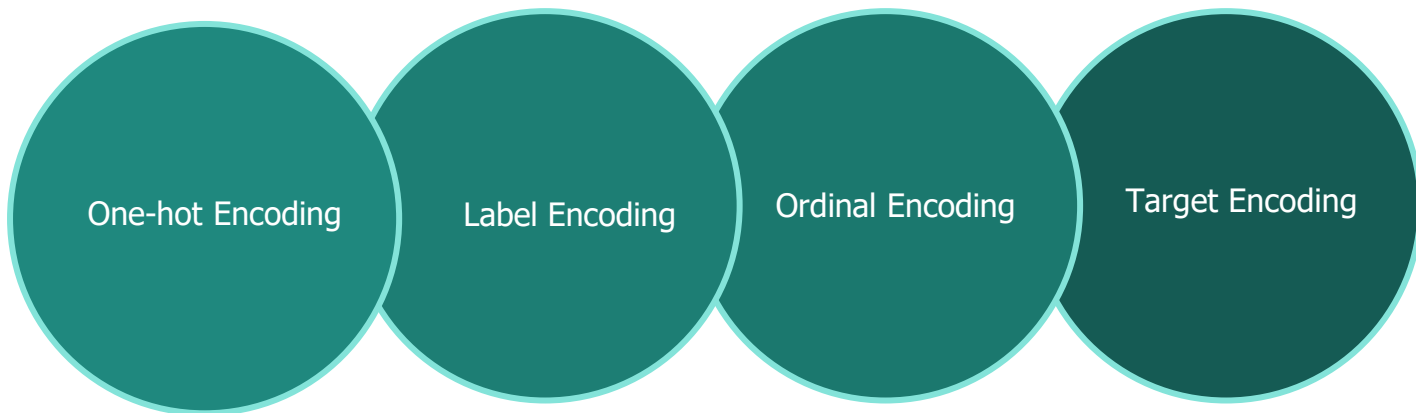 One-hot Encoding
Label Encoding
Ordinal Encoding
Target Encoding